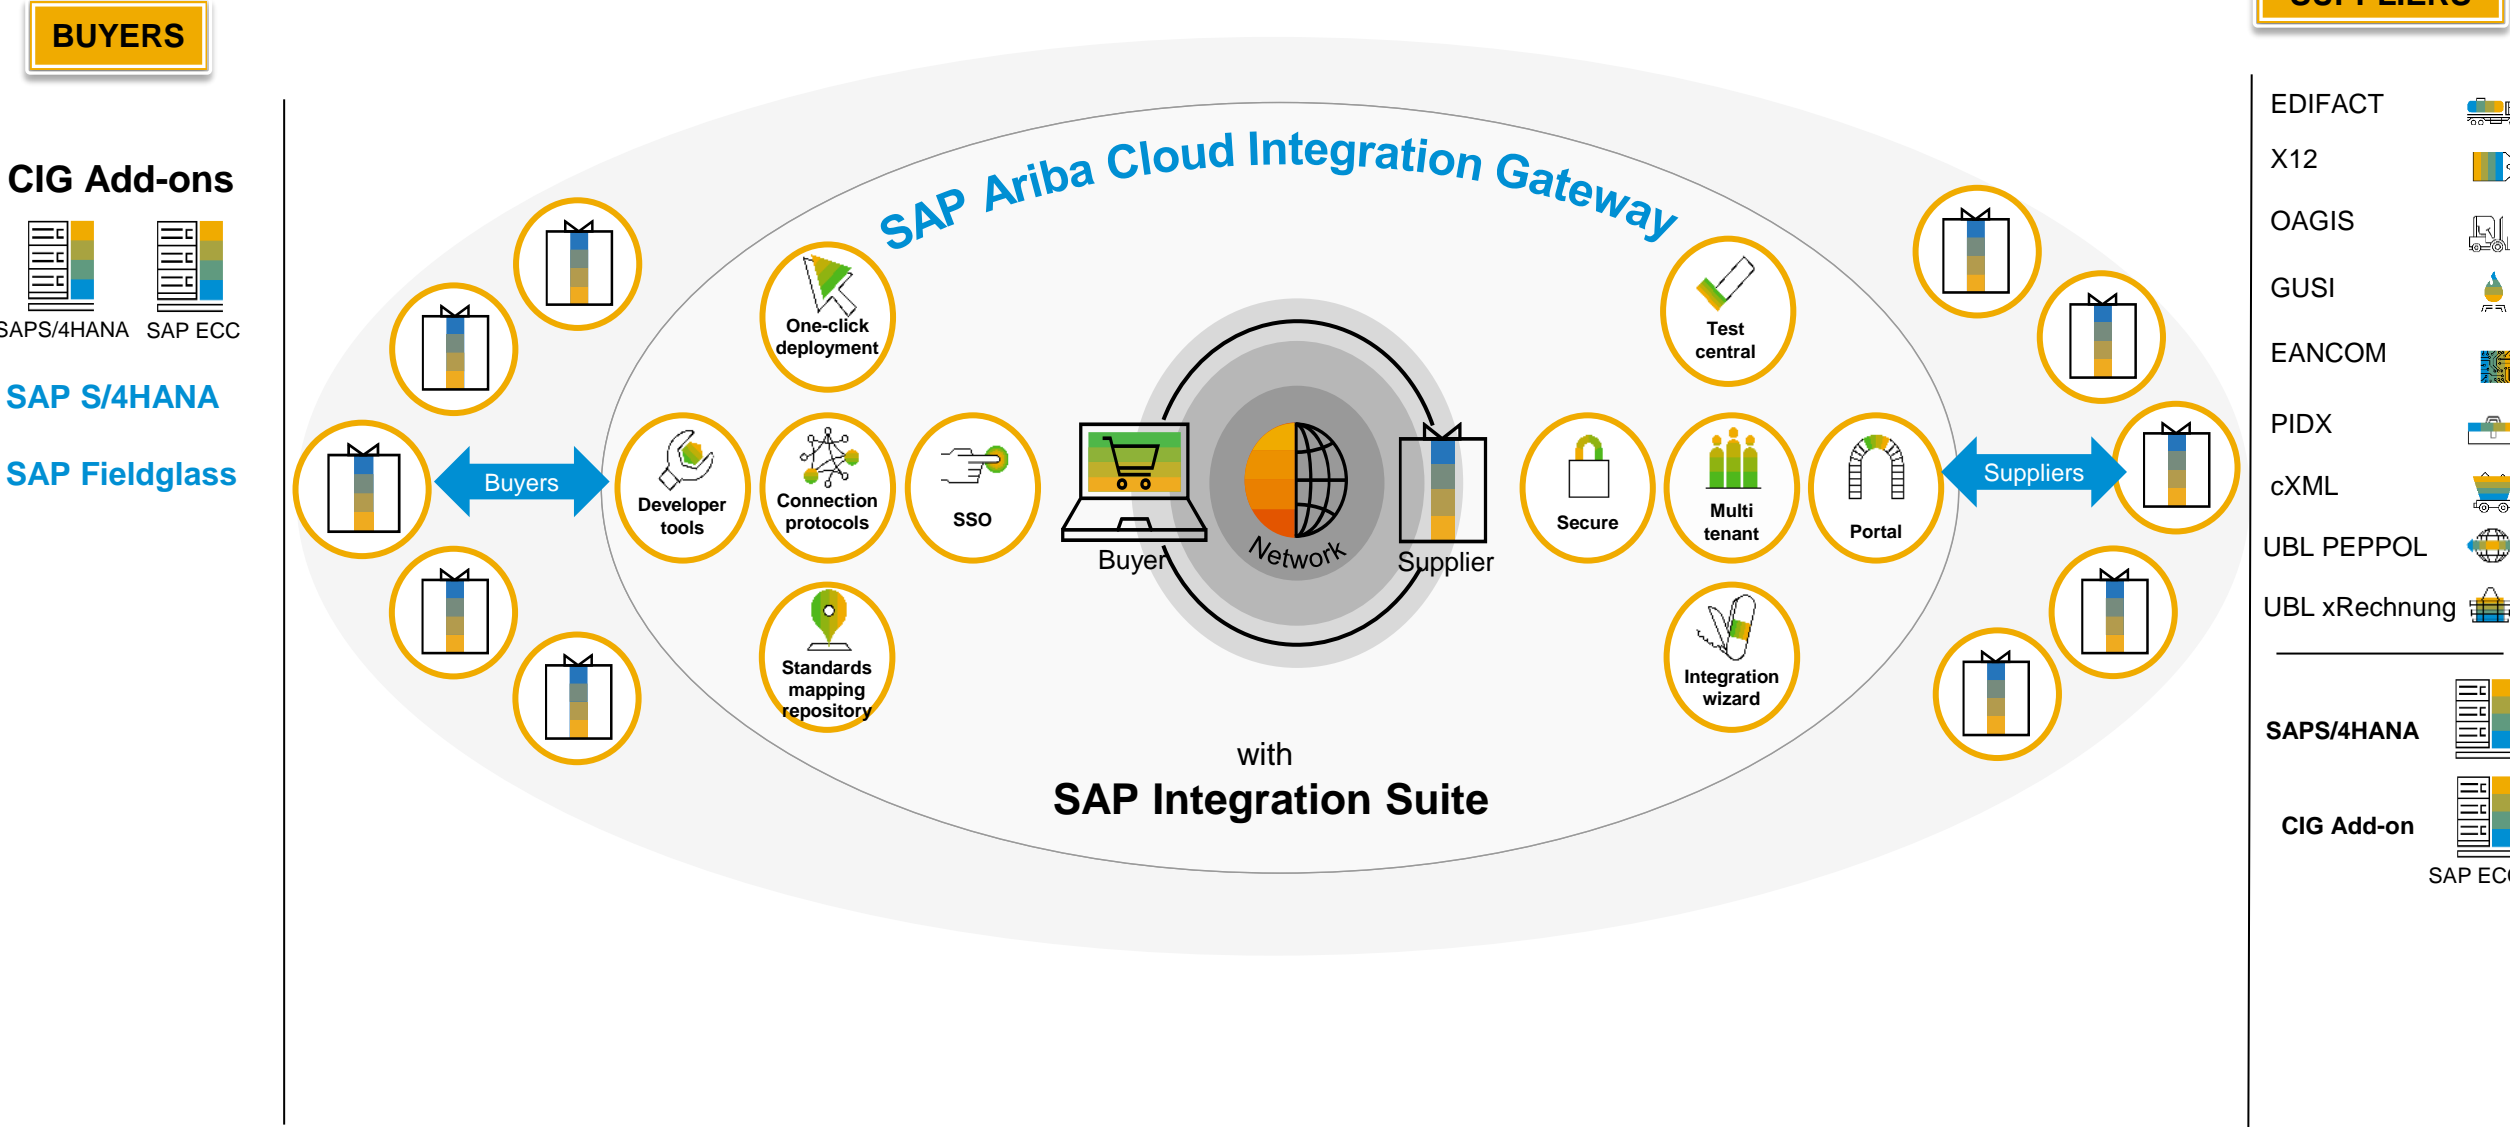 BUYERS
CIG Add-ons
SAP ECC
SAP S/4HANA
SAP Fieldglass
SAP Ariba Cloud Integration Gateway
One-click
deployment
Test
central
Buyers
Developer
tools
Connection
protocols
SSO
Buyer
Network
Supplier
Secure
Multi
tenant
Portal
Suppliers
Standards
mapping
repository
Integration
wizard
with
SAP Integration Suite
SUPPLIERS
EDIFACT
X12
OAGIS
GUSI
EANCOM
PIDX
cXML
UBL PEPPOL
UBL xRechnung
SAPS/4HANA
CIG Add-on
SAP